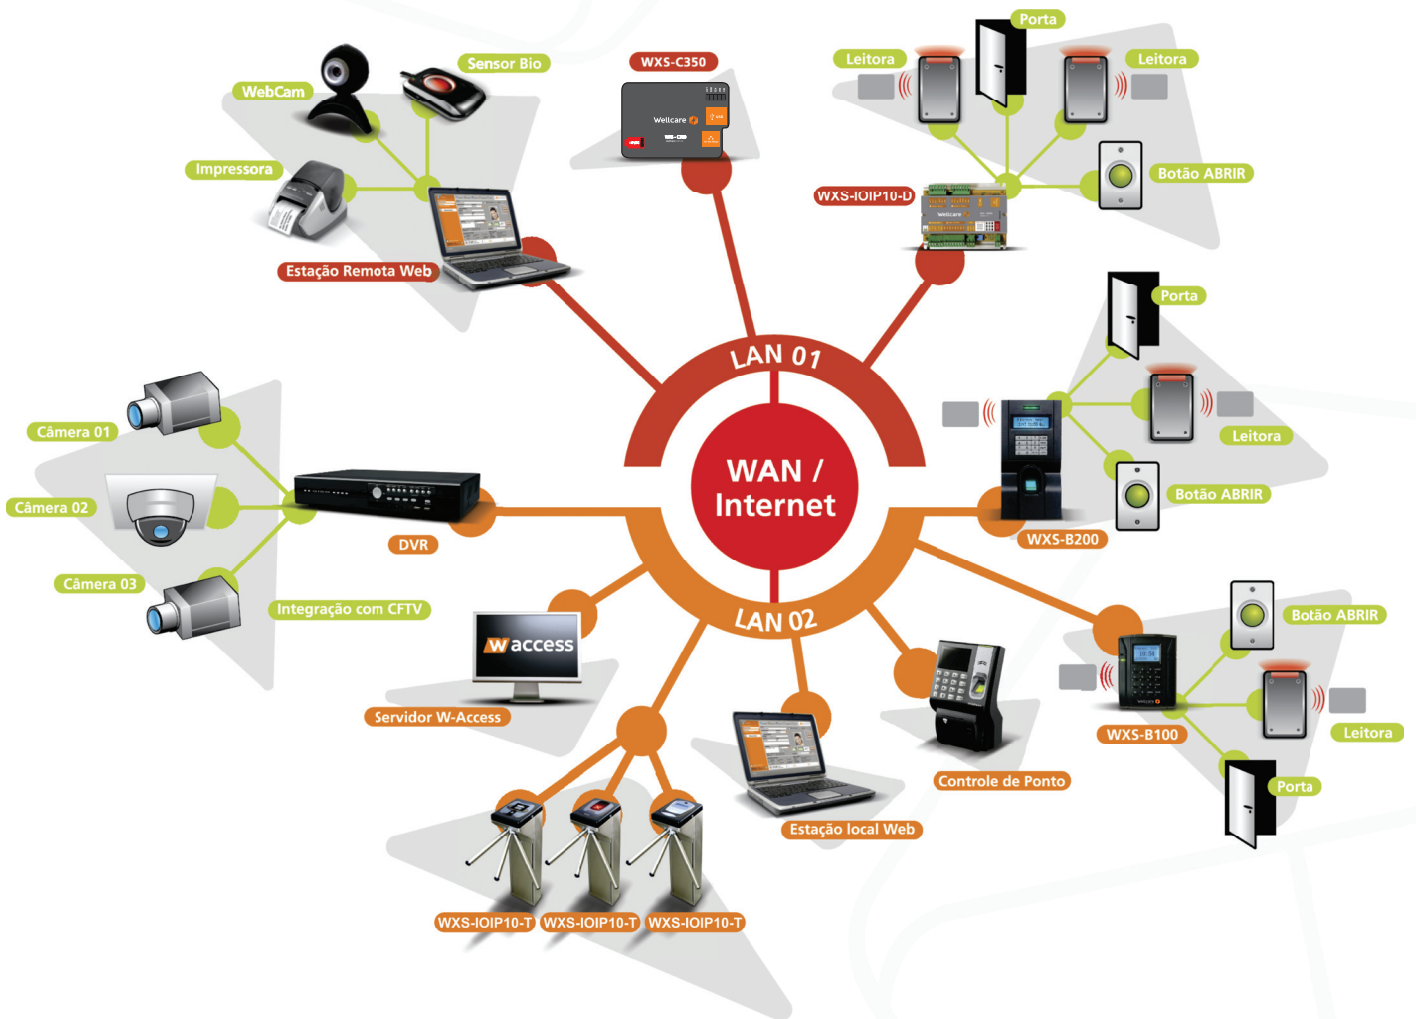 Porta
Sensor Bio
WXS-C350
Leitora
Leitora
WebCam
Wellcare
Impressora
Botão ABRIR
WXS-IOIP10-D
Wellcare
Estação Remota Web
Porta
LAN 01
Câmera 01
Leitora
WAN /
Internet
Botão ABRIR
Câmera 02
DVR
WXS-B200
Câmera 03
Integração com CFTV
LAN 02
Botão ABRIR
waccess
Servidor W-Access
Wellcare
WXS-B100
Leitora
Controle de Ponto
Porta
Estação local Web
WXS-IOIP10-T
WXS-IOIP10-T
WXS-IOIP10-T